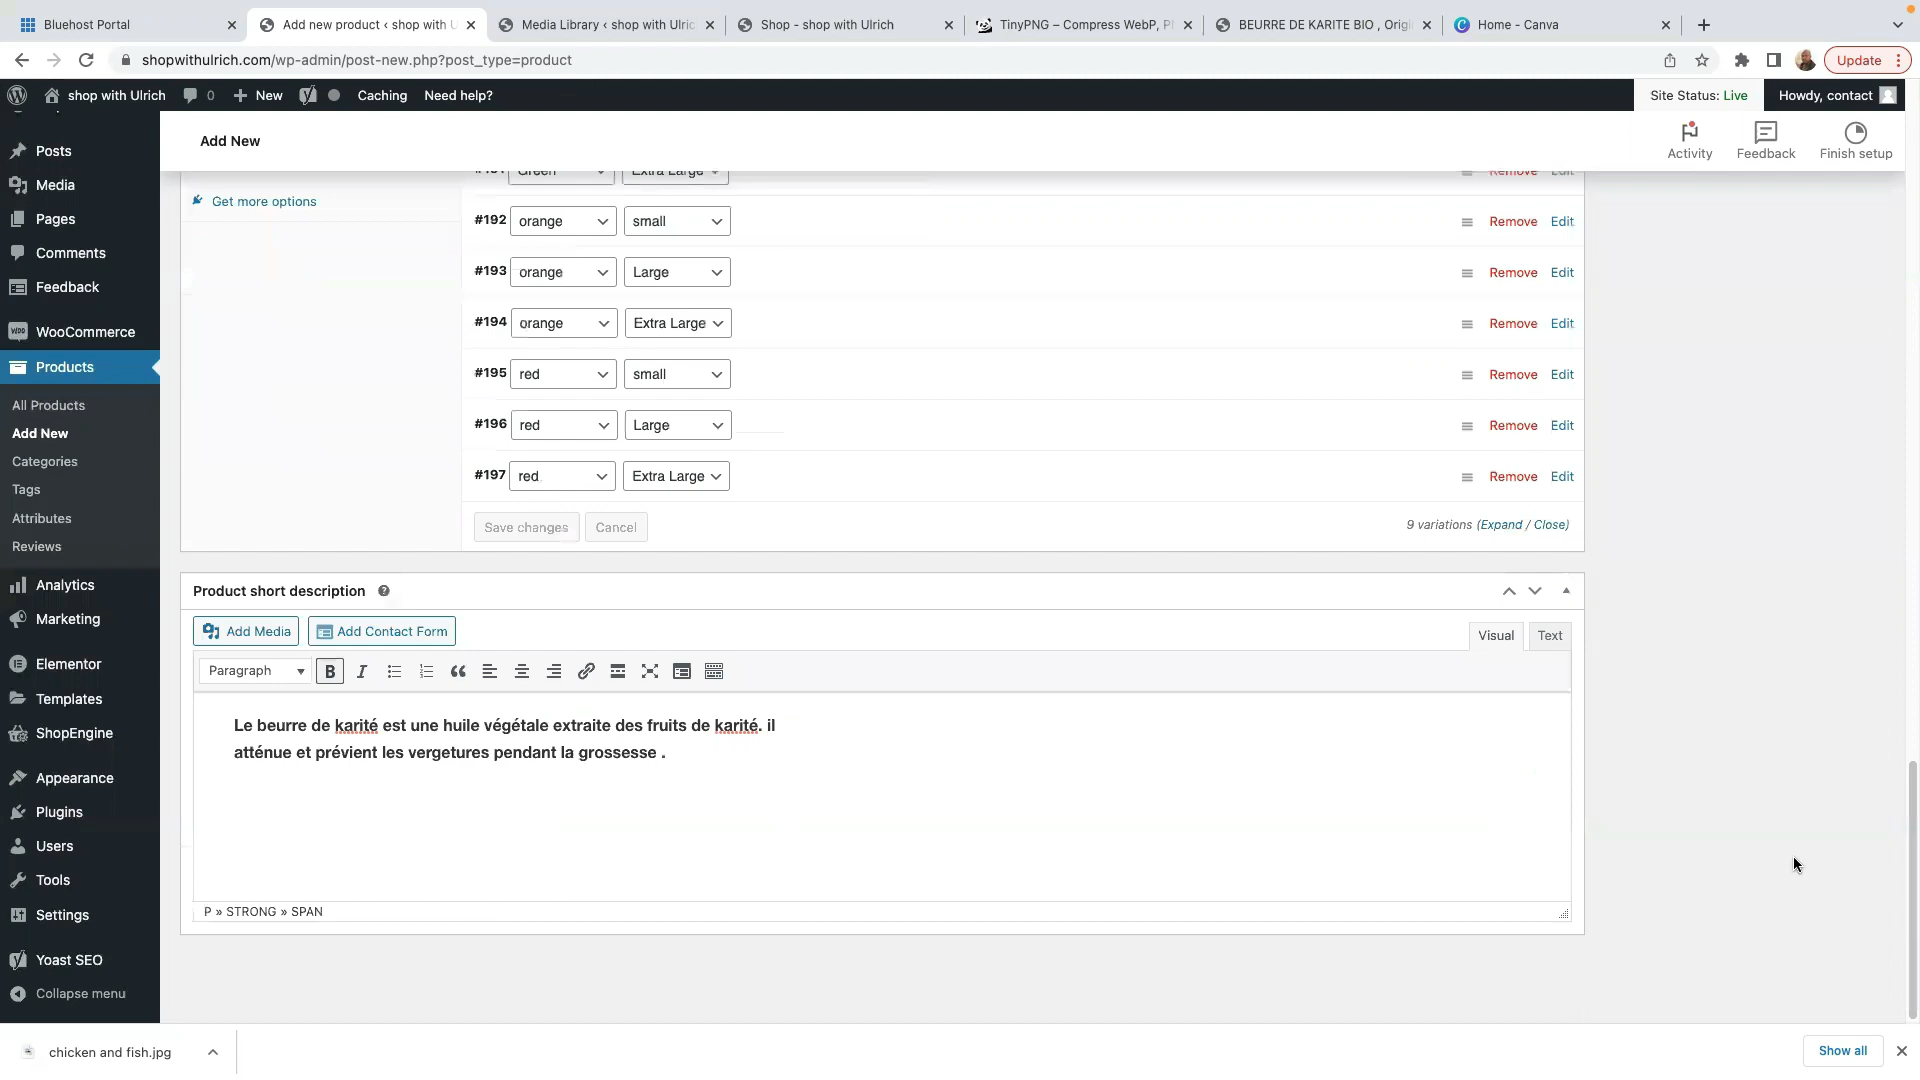 Bluehost Portal
Add new product ‹ shop with U
Media Library ‹ shop with Ulric
Shop - shop with Ulrich
TinyPNG – Compress WebP, P
BEURRE DE KARITE BIO , Origi
Home - Canva
shopwithulrich.com/wp-admin/post-new.php?post_type=product
Update
shop with Ulrich
0
New
Caching
Need help?
Site Status: Live
Howdy, contact
Add New
Activity
Feedback
Finish setup
Posts
Media
Pages
Comments
Feedback
WooCommerce
Products
All Products
Add New
Categories
Tags
Attributes
Reviews
Analytics
Marketing
Elementor
Templates
ShopEngine
Appearance
Plugins
Users
Tools
Settings
Yoast SEO
Collapse menu
Get more options
Green Extra Large Remove Edit
#192 orange small Remove Edit
#193 orange Large Remove Edit
#194 orange Extra Large Remove Edit
#195 red small Remove Edit
#196 red Large Remove Edit
#197 red Extra Large Remove Edit
Save changes Cancel 9 variations (Expand / Close)
Product short description
Add Media Add Contact Form Visual Text
Paragraph B I
Le beurre de karité est une huile végétale extraite des fruits de karité. il
atténue et prévient les vergetures pendant la grossesse .
P » STRONG » SPAN
chicken and fish.jpg
Show all